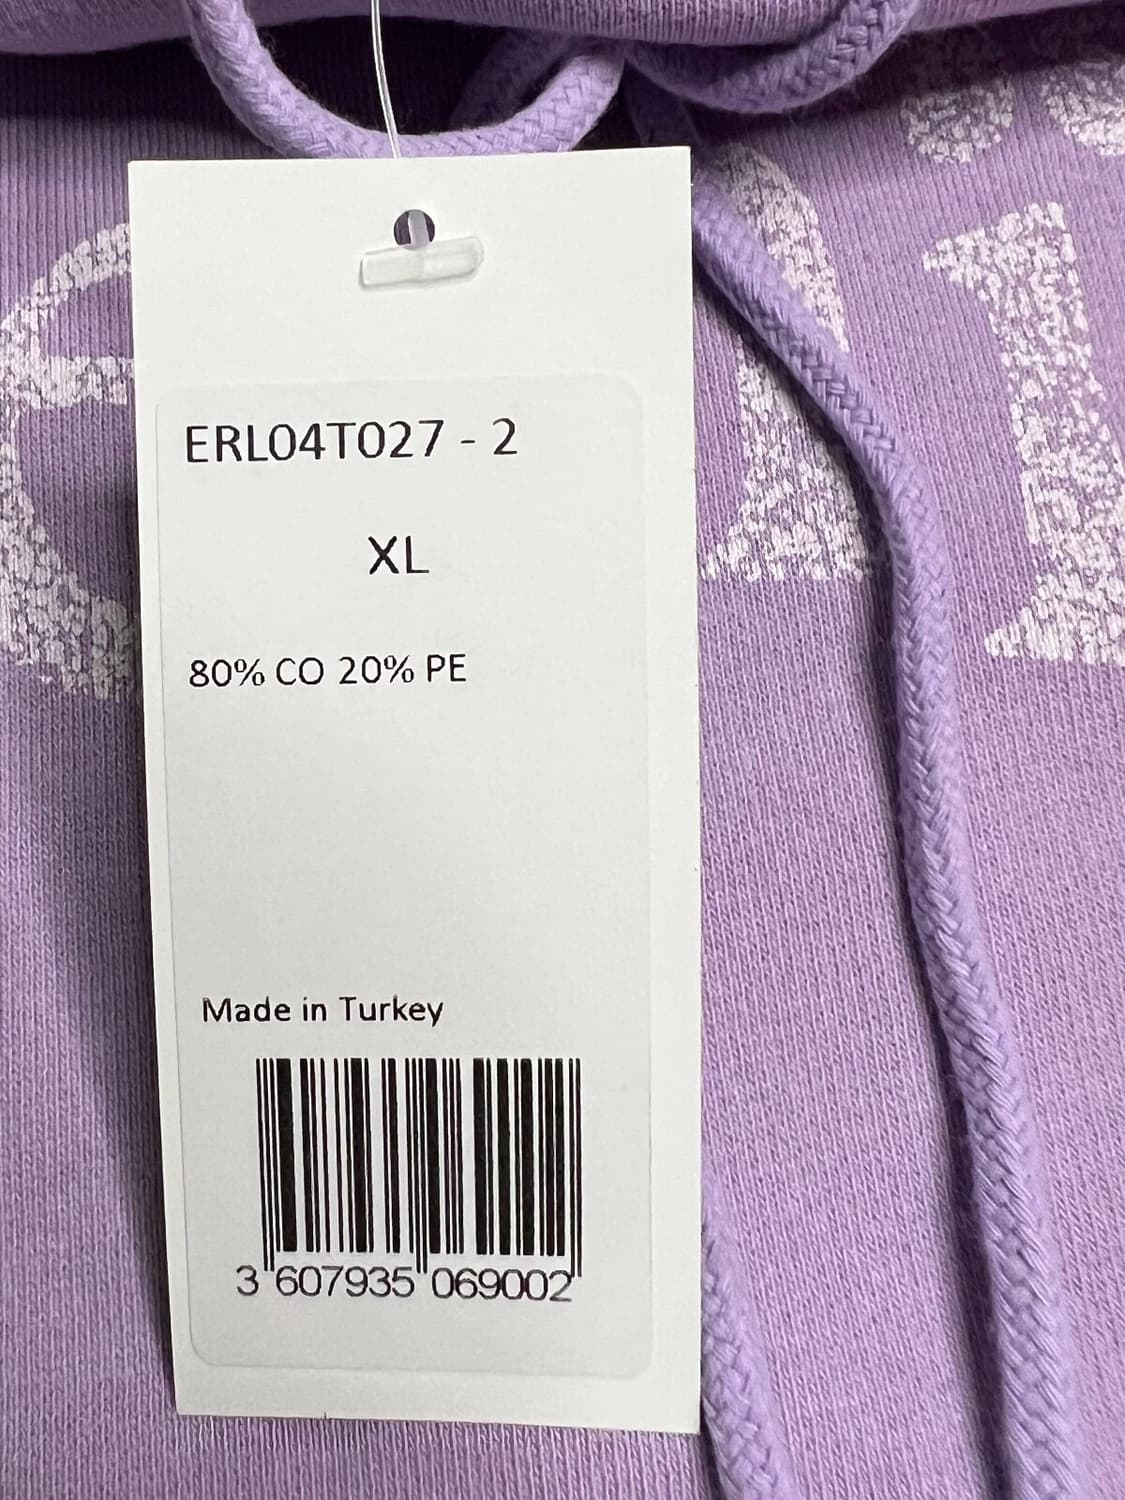 ERL04T027 - 2
XL
80% CO 20% PE
Made in Turkey
3 607935 069002